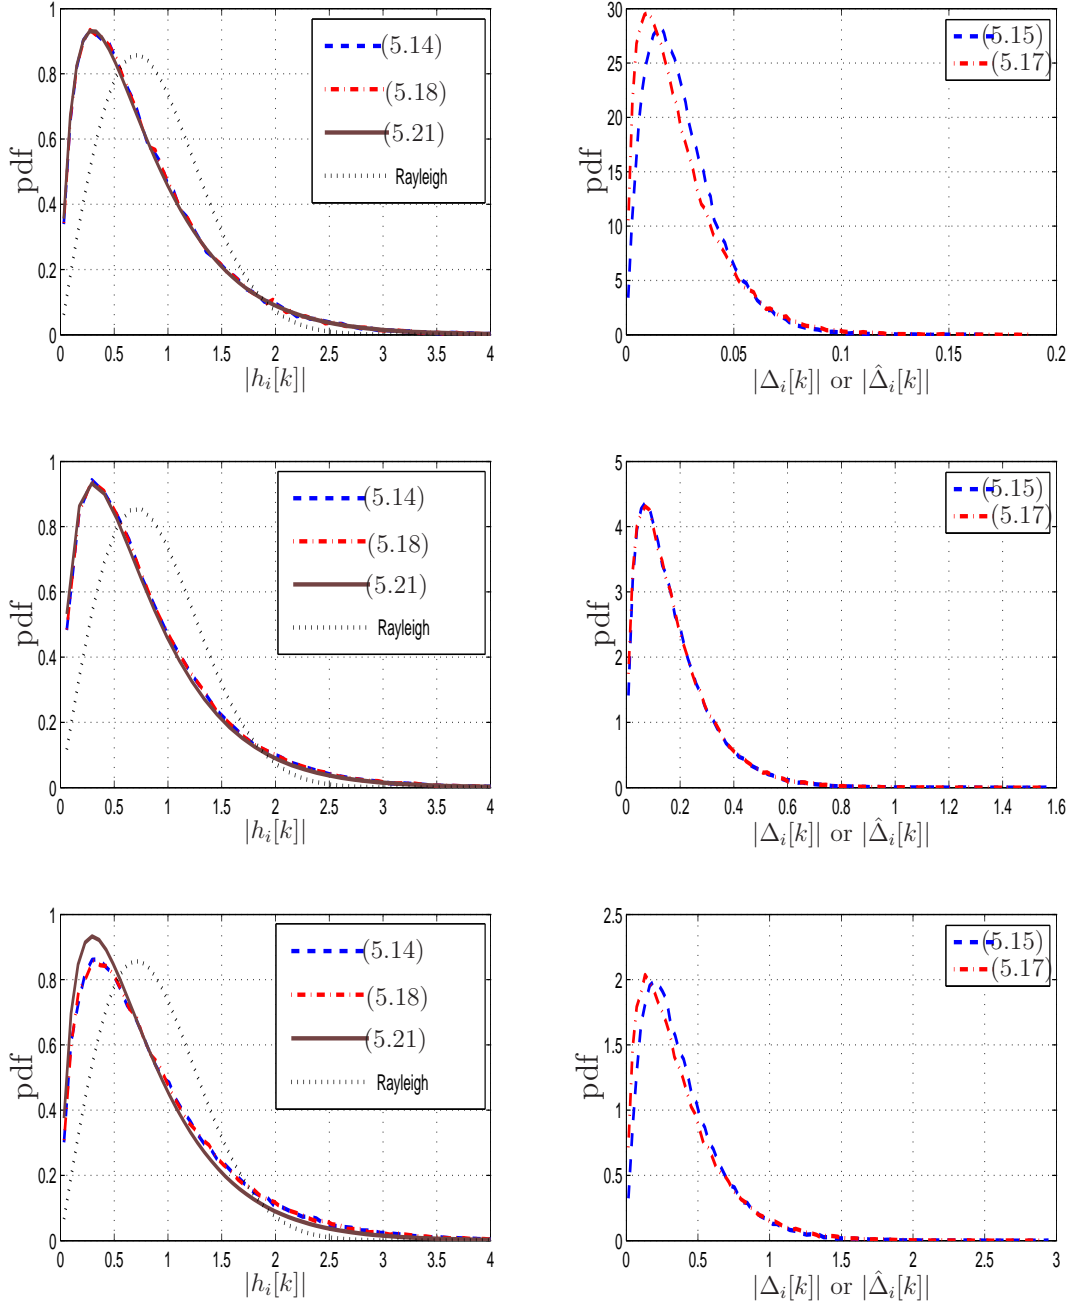 1
0.8
0.6
0.4
0.2
0
pdf
0 0.5 1 1.5 2 2.5 3 3.5 4
|h_i[k]|
(5.14)
(5.18)
(5.21)
Rayleigh
30
25
20
15
10
5
0
pdf
0 0.05 0.1 0.15 0.2
|Δ_i[k]| or |Δ̂_i[k]|
(5.15)
(5.17)
1
0.8
0.6
0.4
0.2
0
pdf
0 0.5 1 1.5 2 2.5 3 3.5 4
|h_i[k]|
(5.14)
(5.18)
(5.21)
Rayleigh
5
4
3
2
1
0
pdf
0 0.2 0.4 0.6 0.8 1 1.2 1.4 1.6
|Δ_i[k]| or |Δ̂_i[k]|
(5.15)
(5.17)
1
0.8
0.6
0.4
0.2
0
pdf
0 0.5 1 1.5 2 2.5 3 3.5 4
|h_i[k]|
(5.14)
(5.18)
(5.21)
Rayleigh
2.5
2
1.5
1
0.5
0
pdf
0 0.5 1 1.5 2 2.5 3
|Δ_i[k]| or |Δ̂_i[k]|
(5.15)
(5.17)